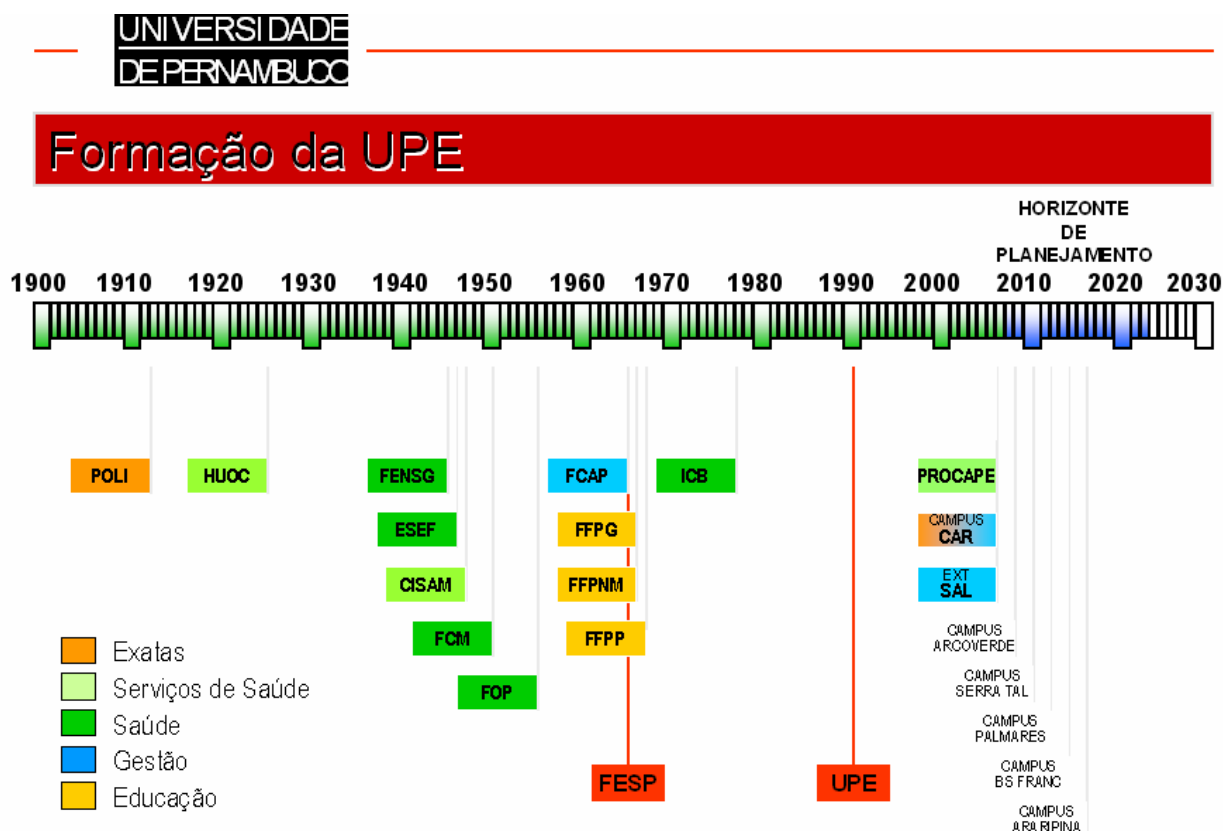 UNIVERSIDADE
DE PERNAMBUCO
Formação da UPE
HORIZONTE
DE
PLANEJAMENTO
1900 1910 1920 1930 1940 1950 1960 1970 1980 1990 2000 2010 2020 2030
POLI HUOC FENSG FCAP ICB PROCAPE
ESEF FFPG CAMPUS
CAR
CISAM FFPNM EXT
SAL
FCM FFPP CAMPUS
ARCOVERDE
FOP CAMPUS
SERRA TAL
CAMPUS
PALMARES
FESP UPE CAMPUS
BS FRANC
CAMPUS
ARARIPINA
Exatas
Serviços de Saúde
Saúde
Gestão
Educação